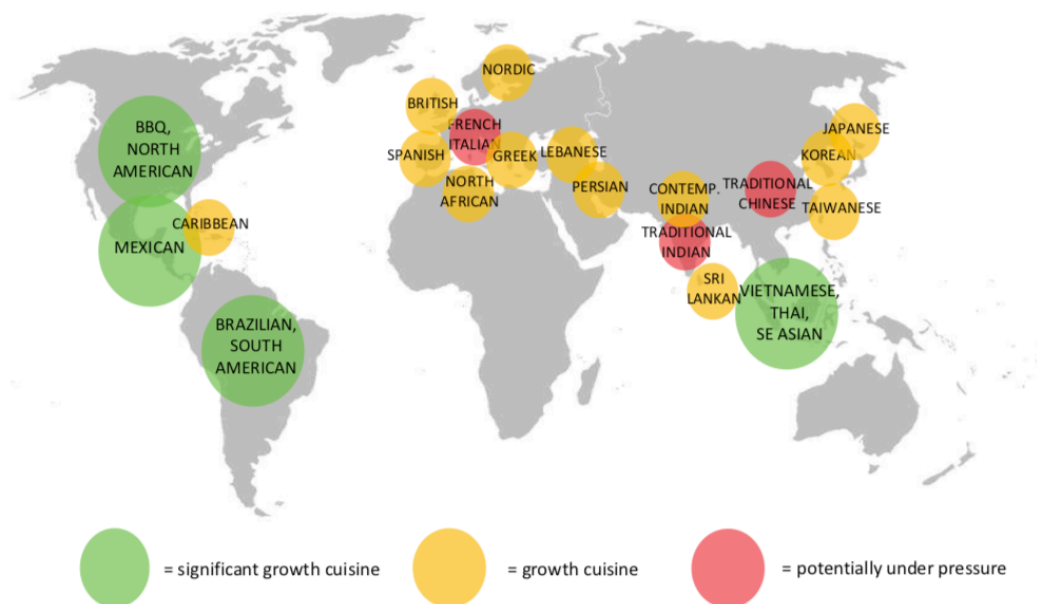 NORDIC
BRITISH
FRENCH
ITALIAN
SPANISH
GREEK
LEBANESE
NORTH
AFRICAN
PERSIAN
BBQ,
NORTH
AMERICAN
CARIBBEAN
MEXICAN
BRAZILIAN,
SOUTH
AMERICAN
JAPANESE
KOREAN
CONTEMP.
INDIAN
TRADITIONAL
CHINESE
TAIWANESE
TRADITIONAL
INDIAN
SRI
LANKAN
VIETNAMESE,
THAI,
SE ASIAN
= significant growth cuisine
= growth cuisine
= potentially under pressure